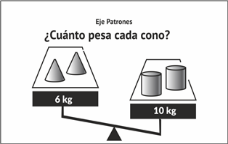 Eje Patrones
¿Cuánto pesa cada cono?
6 kg
10 kg